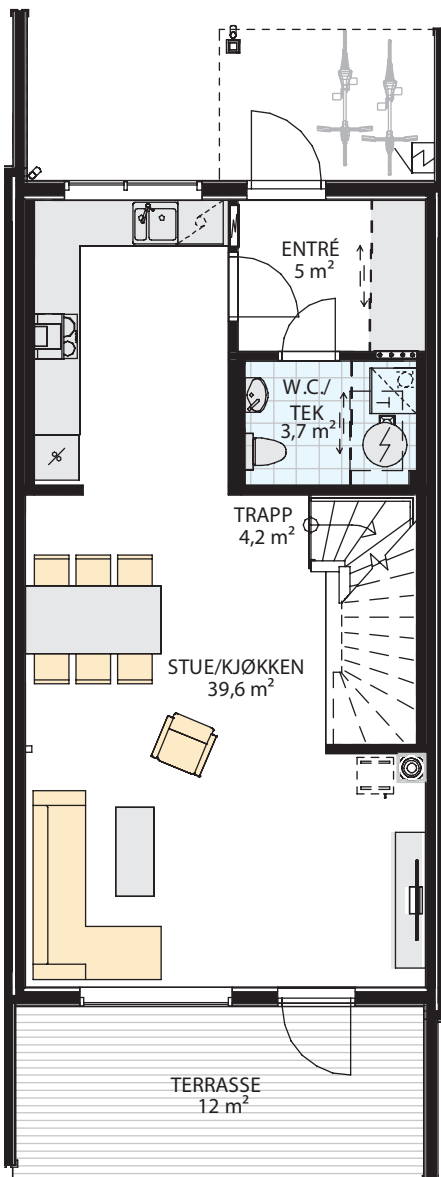 ENTRÉ
5 m²
W.C./
TEK
3,7 m²
TRAPP
4,2 m²
STUE/KJØKKEN
39,6 m²
TERRASSE
12 m²